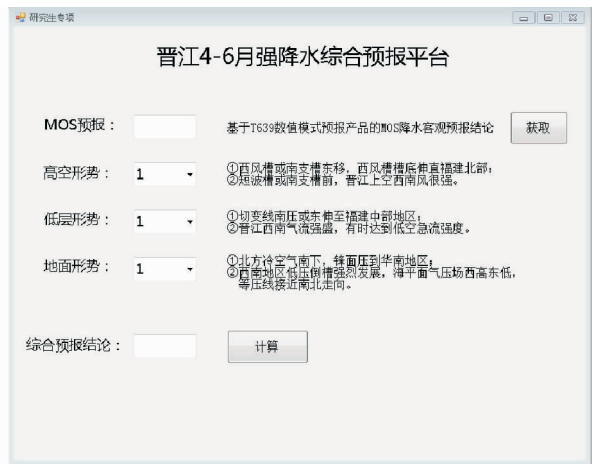 研究生专项
晋江4-6月强降水综合预报平台
MOS预报：
基于T639数值模式预报产品的MOS降水客观预报结论
获取
高空形势：
1
①西风槽或南支槽东移，西风槽槽底伸直福建北部；
②短波槽或南支槽前，晋江上空西南风很强。
低层形势：
1
①切变线南压或东伸至福建中部地区；
②晋江西南气流强盛，有时达到低空急流强度。
地面形势：
1
①北方冷空气南下，锋面压到华南地区；
②西南地区低压倒槽强烈发展，海平面气压场西高东低，
等压线接近南北走向。
综合预报结论：
计算